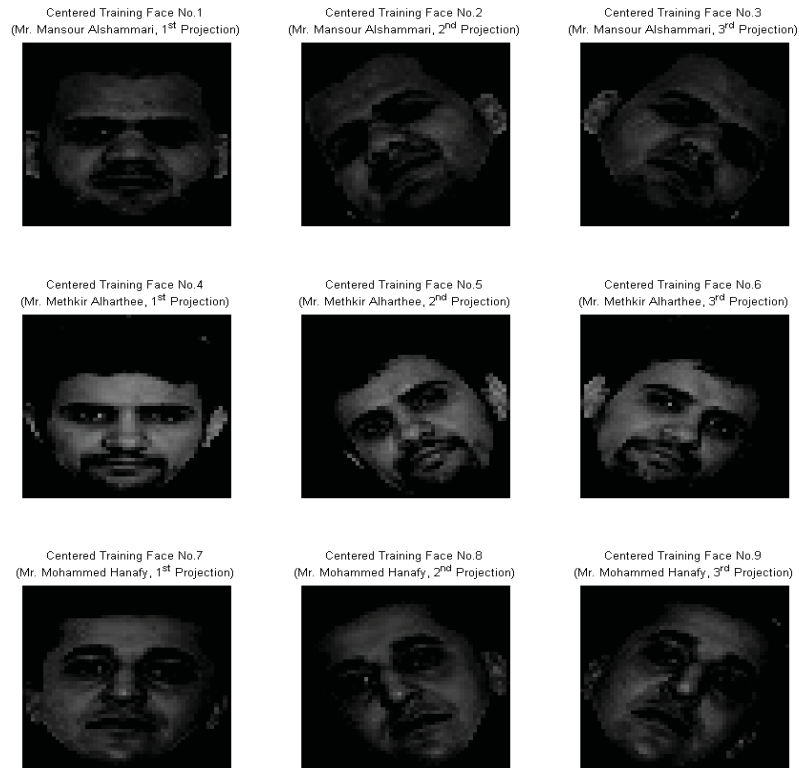 Centered Training Face No.1
(Mr. Mansour Alshammari, 1st Projection)
Centered Training Face No.2
(Mr. Mansour Alshammari, 2nd Projection)
Centered Training Face No.3
(Mr. Mansour Alshammari, 3rd Projection)
Centered Training Face No.4
(Mr. Methkir Alharthee, 1st Projection)
Centered Training Face No.5
(Mr. Methkir Alharthee, 2nd Projection)
Centered Training Face No.6
(Mr. Methkir Alharthee, 3rd Projection)
Centered Training Face No.7
(Mr. Mohammed Hanafy, 1st Projection)
Centered Training Face No.8
(Mr. Mohammed Hanafy, 2nd Projection)
Centered Training Face No.9
(Mr. Mohammed Hanafy, 3rd Projection)